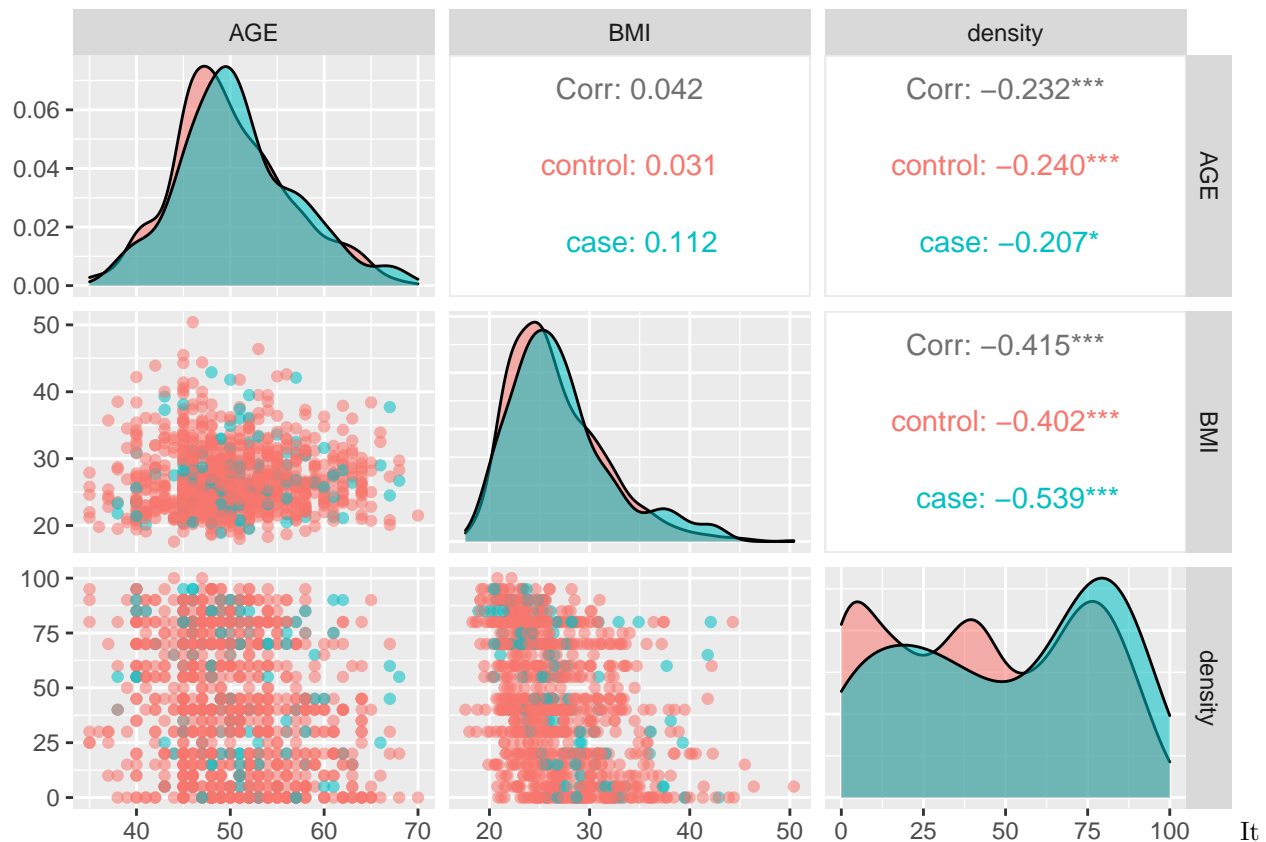 AGE BMI density
0.06
0.04
0.02
0.00
Corr: 0.042
control: 0.031
case: 0.112
Corr: −0.232***
control: −0.240***
case: −0.207*
AGE
50
40
30
20
Corr: −0.415***
control: −0.402***
case: −0.539***
BMI
100
75
50
25
0
density
40 50 60 70 20 30 40 50 0 25 50 75 100
It